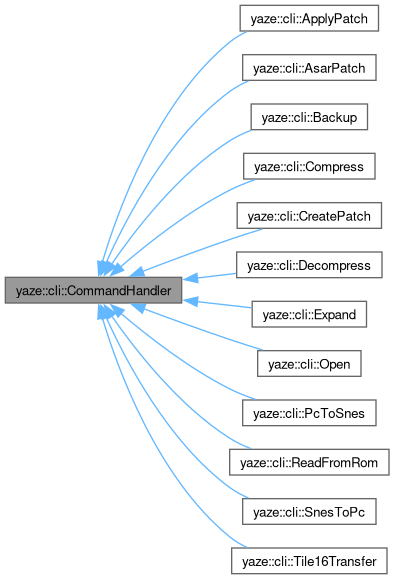 yaze::cli::ApplyPatch
yaze::cli::AsarPatch
yaze::cli::Backup
yaze::cli::Compress
yaze::cli::CreatePatch
yaze::cli::Decompress
yaze::cli::CommandHandler
yaze::cli::Expand
yaze::cli::Open
yaze::cli::PcToSnes
yaze::cli::ReadFromRom
yaze::cli::SnesToPc
yaze::cli::Tile16Transfer